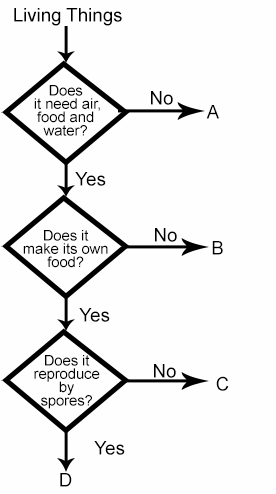 Living Things
Does
it need air,
food and
water?
No
A
Yes
Does it
make its own
food?
No
B
Yes
Does it
reproduce
by
spores?
No
C
Yes
D